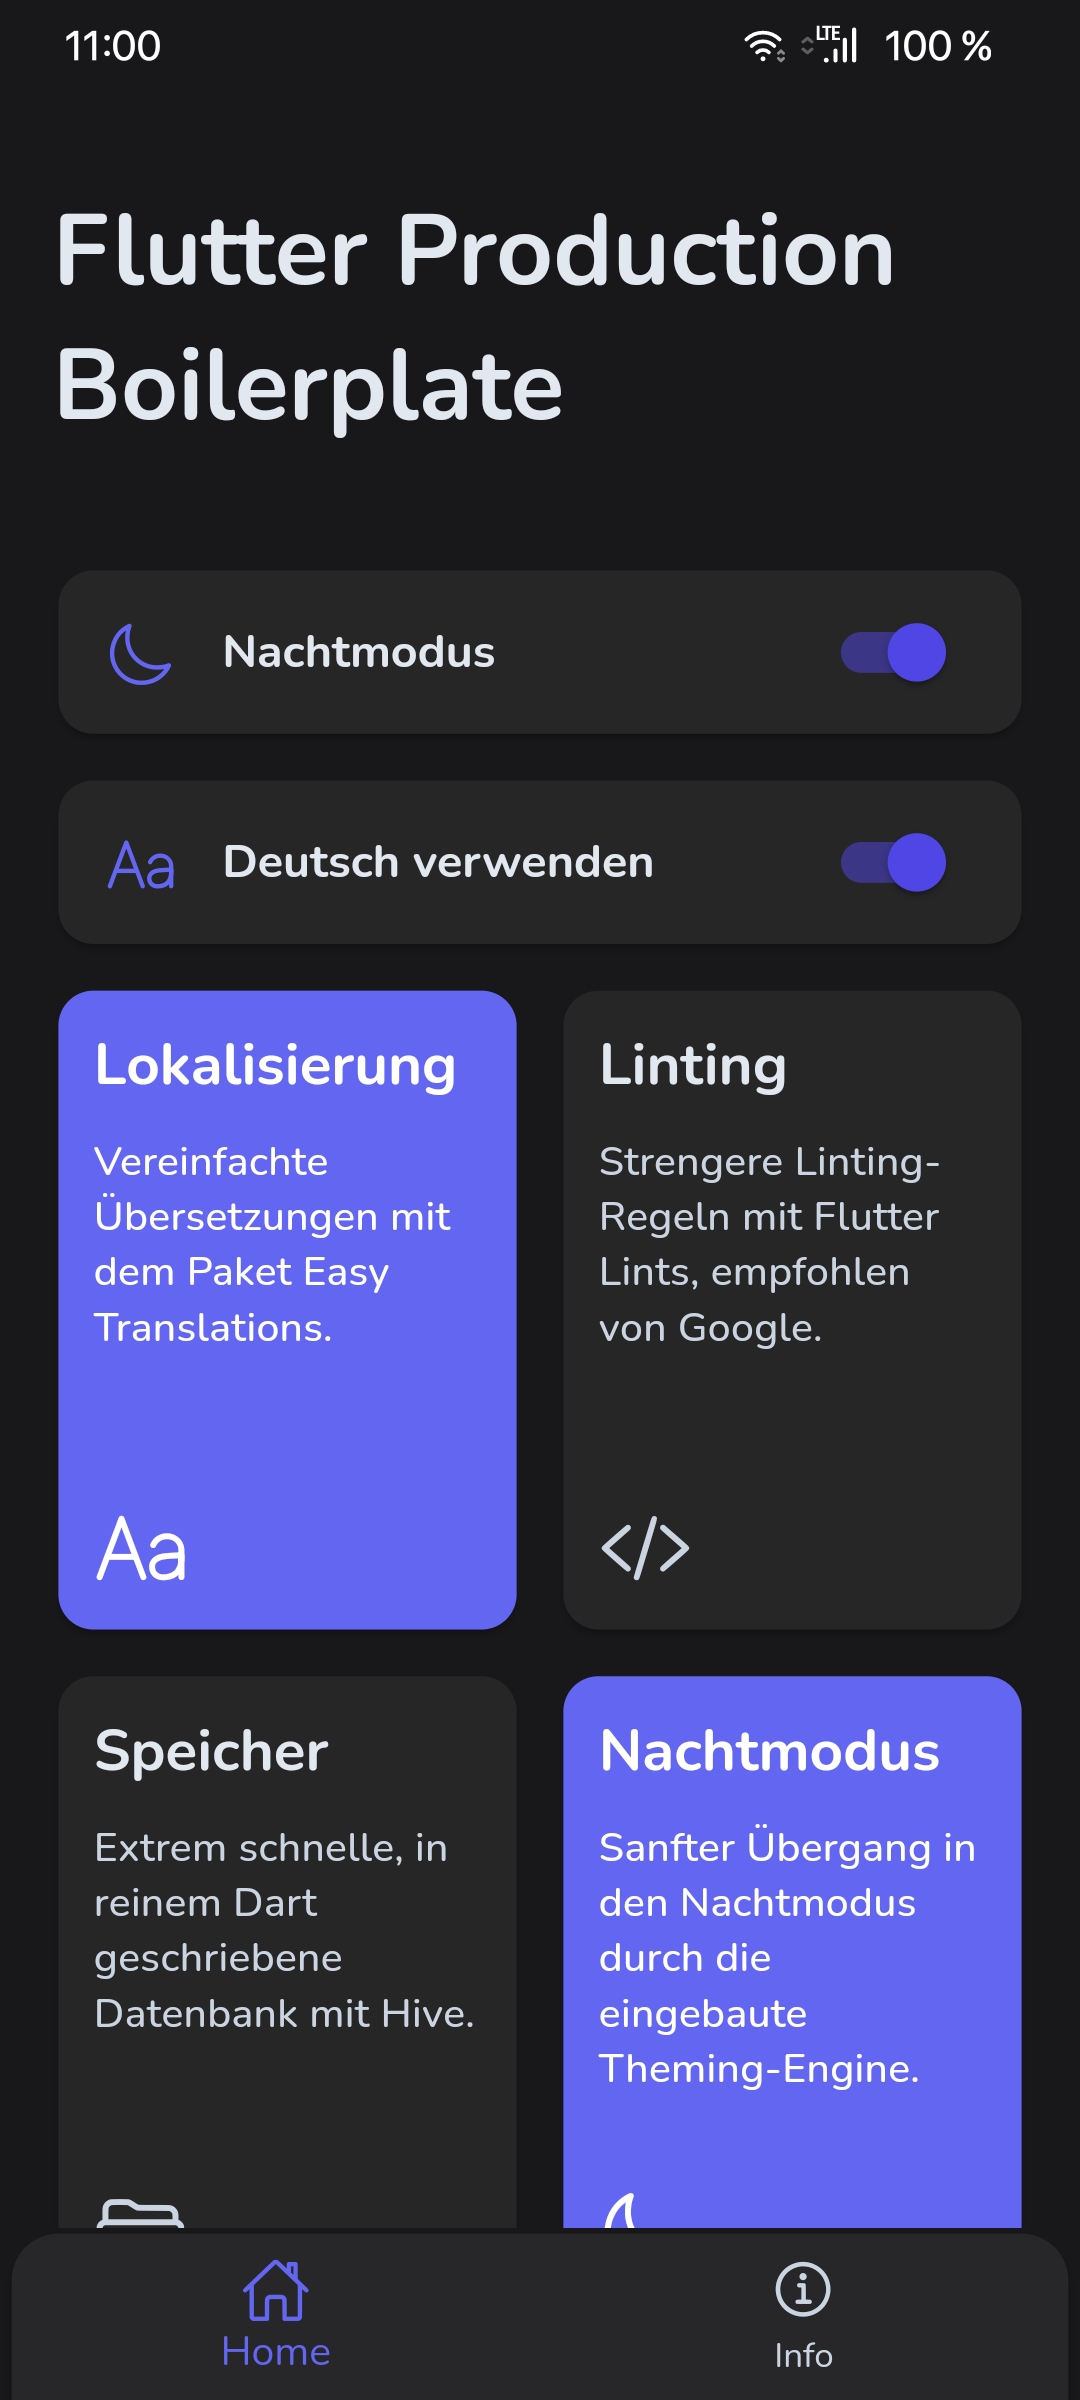 11:00 LTE 100 %
Flutter Production
Boilerplate
Nachtmodus
Aa Deutsch verwenden
Lokalisierung
Vereinfachte
Übersetzungen mit
dem Paket Easy
Translations.
Aa
Linting
Strengere Linting-
Regeln mit Flutter
Lints, empfohlen
von Google.
</>
Speicher
Extrem schnelle, in
reinem Dart
geschriebene
Datenbank mit Hive.
Nachtmodus
Sanfter Übergang in
den Nachtmodus
durch die
eingebaute
Theming-Engine.
Home
Info